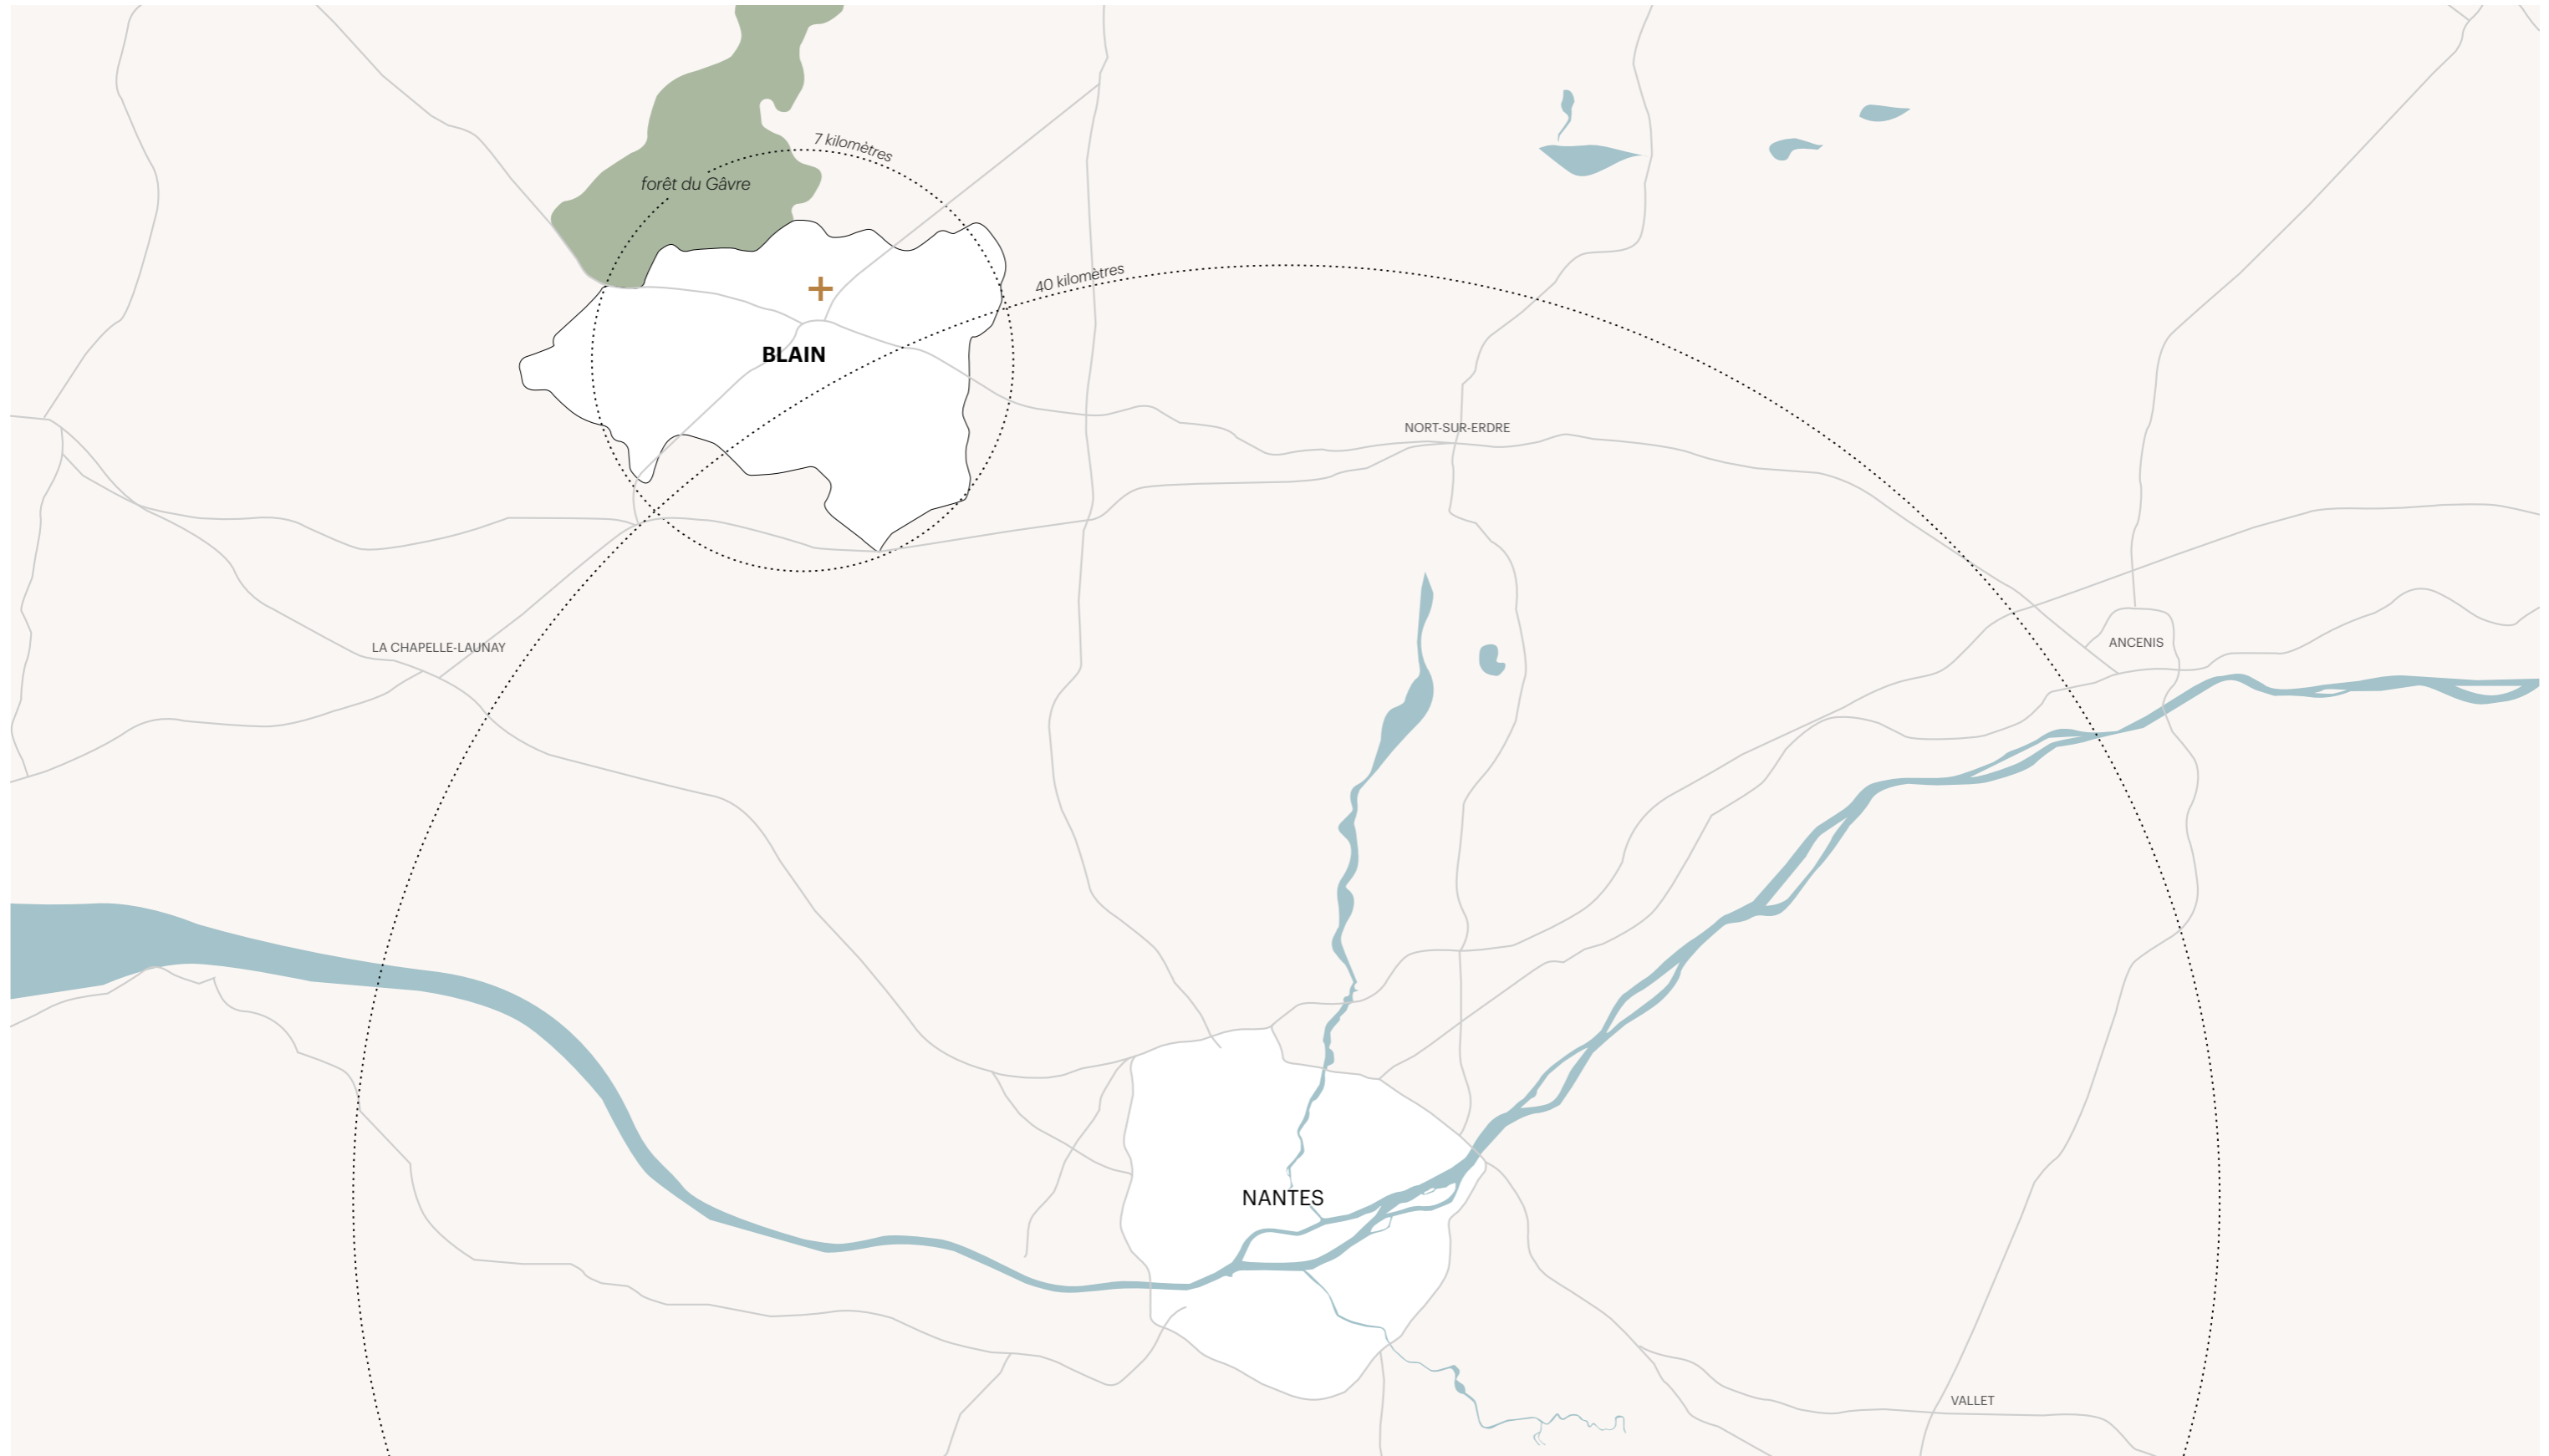 7 kilomètres
forêt du Gâvre
40 kilomètres
BLAIN
NORT-SUR-ERDRE
LA CHAPELLE-LAUNAY
ANCENIS
NANTES
VALLET